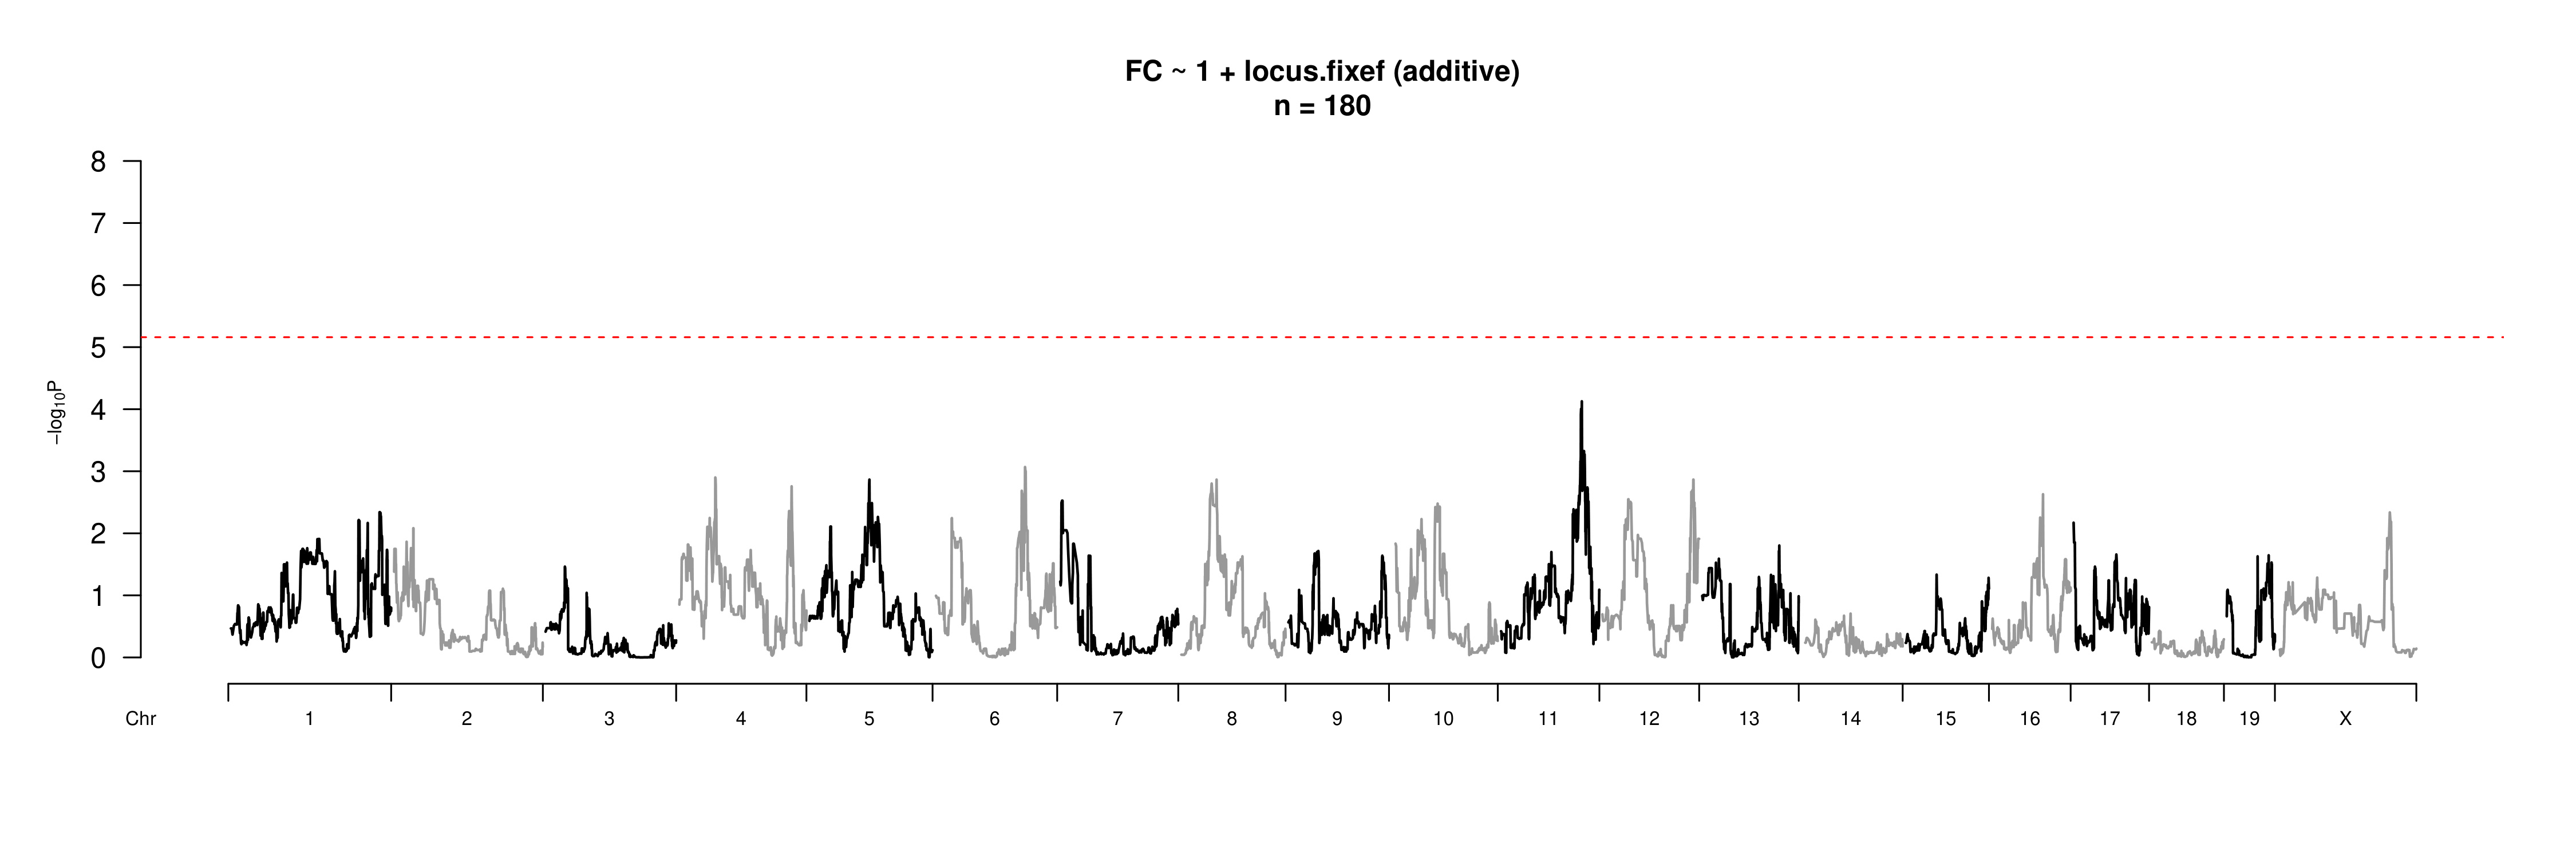 FC ~ 1 + locus.fixef (additive)
n = 180
8
7
6
5
4
3
2
1
0
−log10P
Chr 1 2 3 4 5 6 7 8 9 10 11 12 13 14 15 16 17 18 19 X